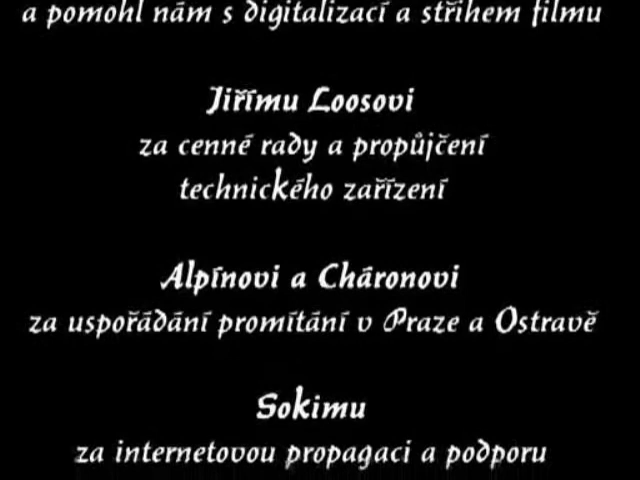 a pomohl nám s digitalizací a střihem filmu
Jiřímu Loosovi
za cenné rady a propůjčení
technického zařízení
Alpínovi a Cháronovi
za uspořádání promítání v Praze a Ostravě
Sokimu
za internetovou propagaci a podporu